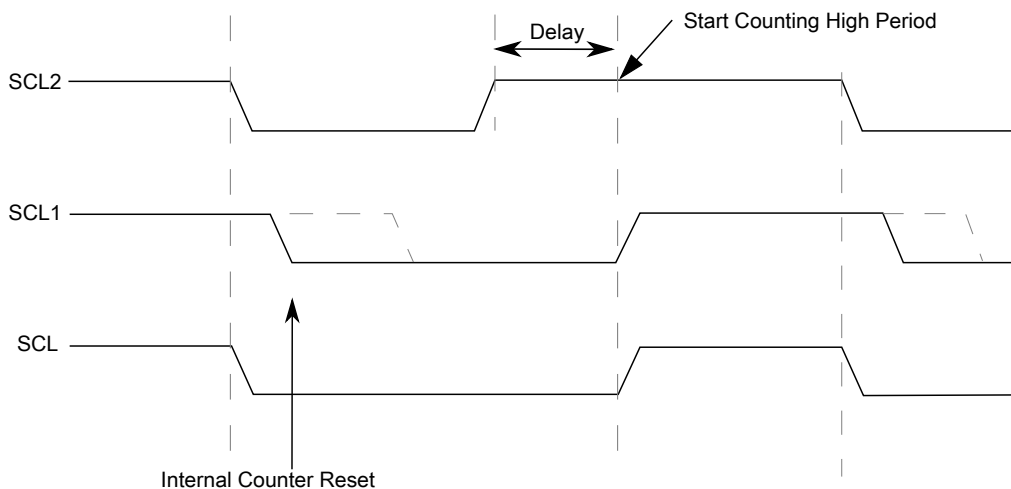 Start Counting High Period
Delay
SCL2
SCL1
SCL
Internal Counter Reset